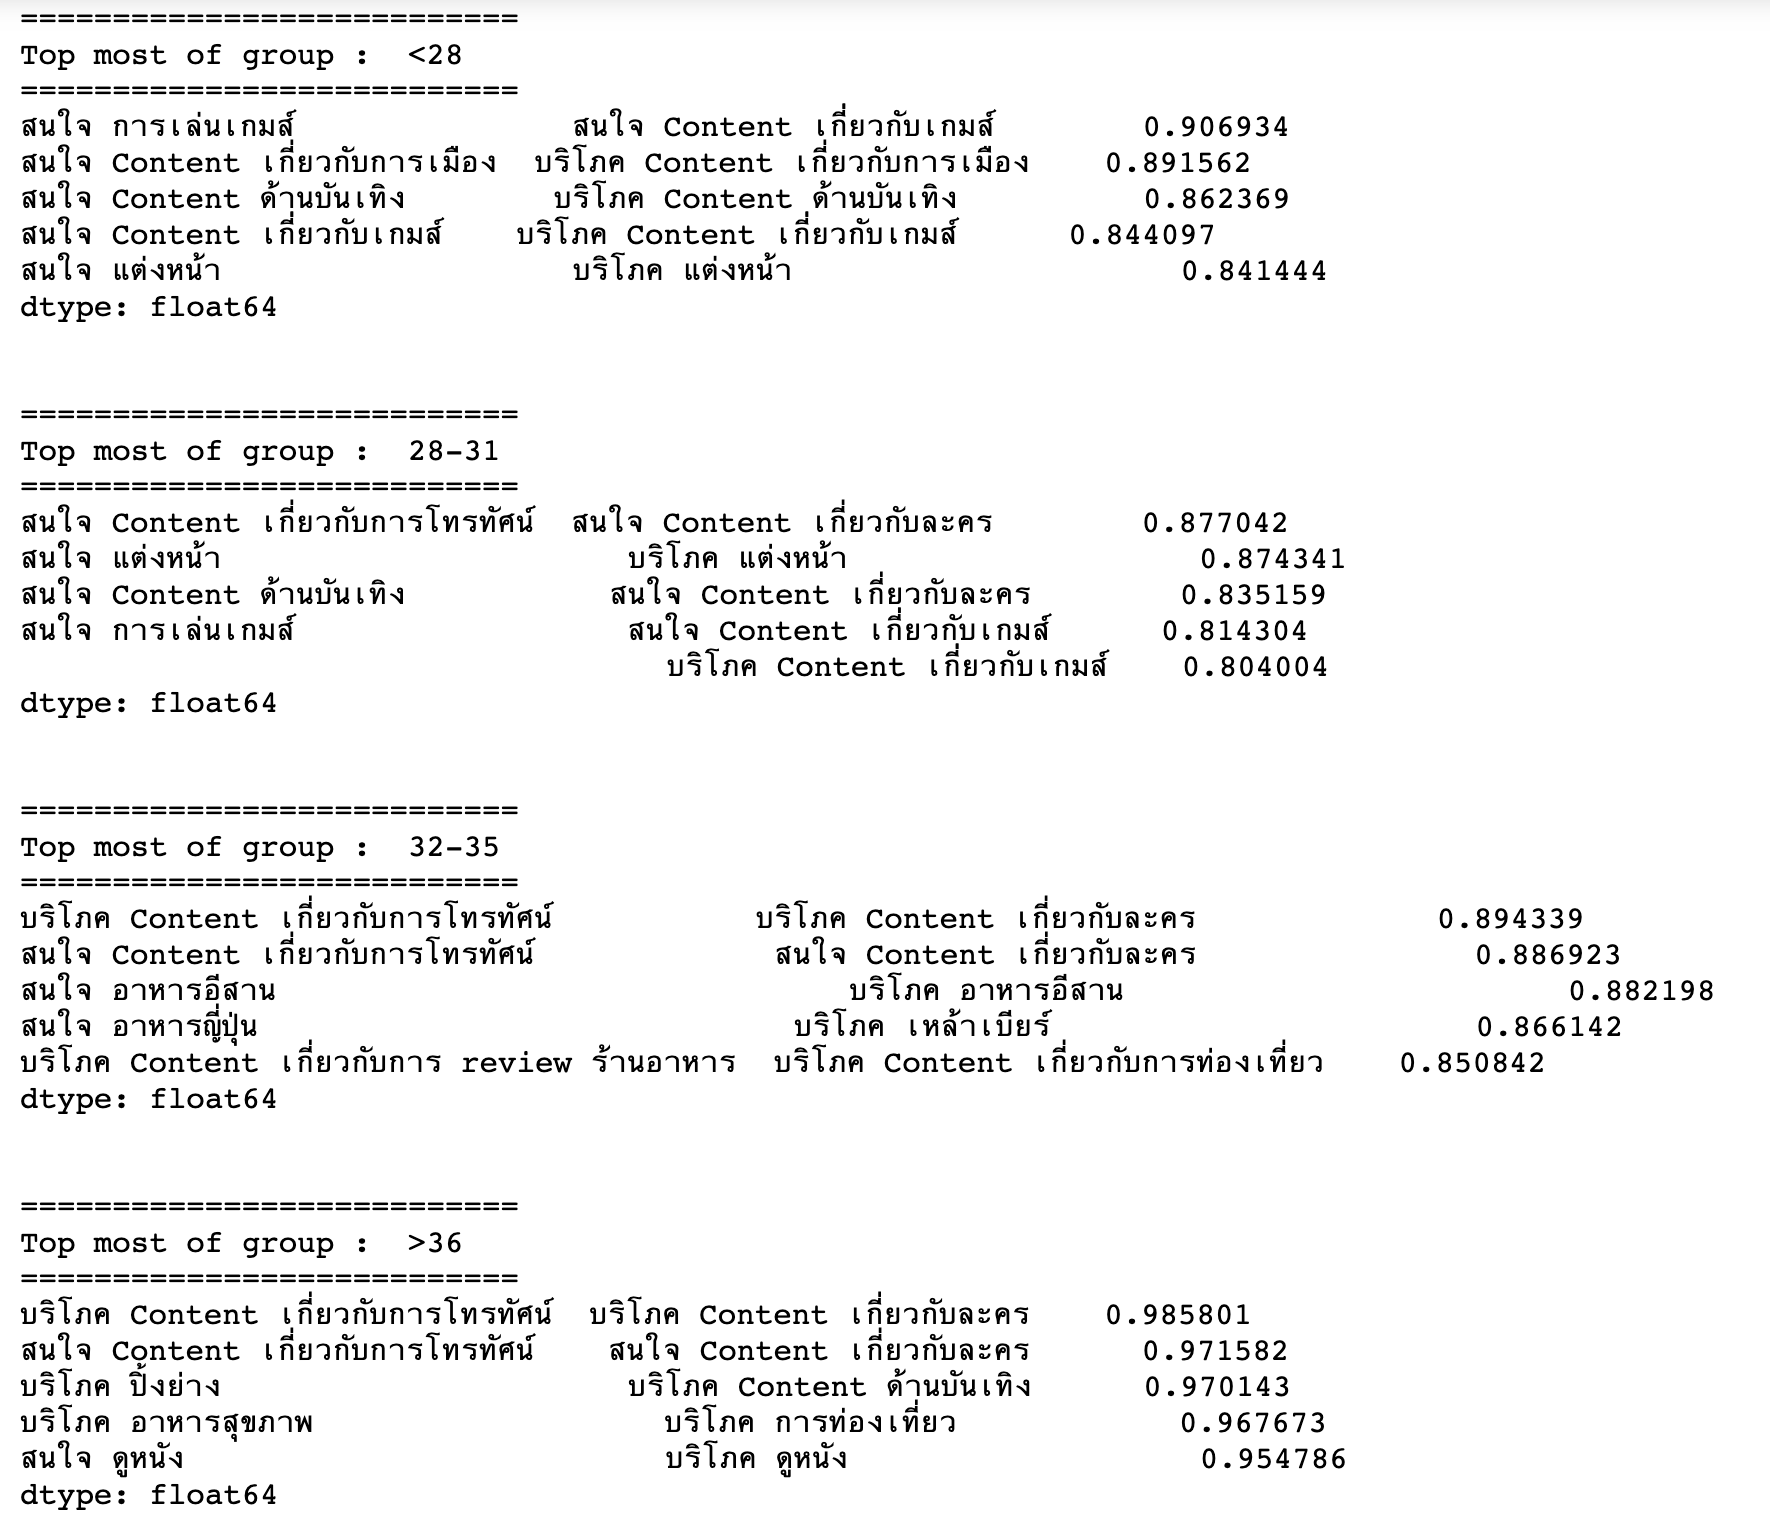 ===========================
Top most of group :  <28
===========================
สนใจ การเล่นเกมส์               สนใจ Content เกี่ยวกับเกมส์        0.906934
สนใจ Content เกี่ยวกับการเมือง  บริโภค Content เกี่ยวกับการเมือง    0.891562
สนใจ Content ด้านบันเทิง        บริโภค Content ด้านบันเทิง          0.862369
สนใจ Content เกี่ยวกับเกมส์    บริโภค Content เกี่ยวกับเกมส์      0.844097
สนใจ แต่งหน้า                   บริโภค แต่งหน้า                     0.841444
dtype: float64
===========================
Top most of group :  28-31
===========================
สนใจ Content เกี่ยวกับการโทรทัศน์  สนใจ Content เกี่ยวกับละคร        0.877042
สนใจ แต่งหน้า                      บริโภค แต่งหน้า                   0.874341
สนใจ Content ด้านบันเทิง           สนใจ Content เกี่ยวกับละคร        0.835159
สนใจ การเล่นเกมส์                  สนใจ Content เกี่ยวกับเกมส์      0.814304
บริโภค Content เกี่ยวกับเกมส์    0.804004
dtype: float64
===========================
Top most of group :  32-35
===========================
บริโภค Content เกี่ยวกับการโทรทัศน์           บริโภค Content เกี่ยวกับละคร             0.894339
สนใจ Content เกี่ยวกับการโทรทัศน์             สนใจ Content เกี่ยวกับละคร               0.886923
สนใจ อาหารอีสาน                               บริโภค อาหารอีสาน                        0.882198
สนใจ อาหารญี่ปุ่น                             บริโภค เหล้าเบียร์                       0.866142
บริโภค Content เกี่ยวกับการ review ร้านอาหาร  บริโภค Content เกี่ยวกับการท่องเที่ยว    0.850842
dtype: float64
===========================
Top most of group :  >36
===========================
บริโภค Content เกี่ยวกับการโทรทัศน์  บริโภค Content เกี่ยวกับละคร    0.985801
สนใจ Content เกี่ยวกับการโทรทัศน์    สนใจ Content เกี่ยวกับละคร      0.971582
บริโภค ปิ้งย่าง                      บริโภค Content ด้านบันเทิง      0.970143
บริโภค อาหารสุขภาพ                   บริโภค การท่องเที่ยว            0.967673
สนใจ ดูหนัง                          บริโภค ดูหนัง                   0.954786
dtype: float64